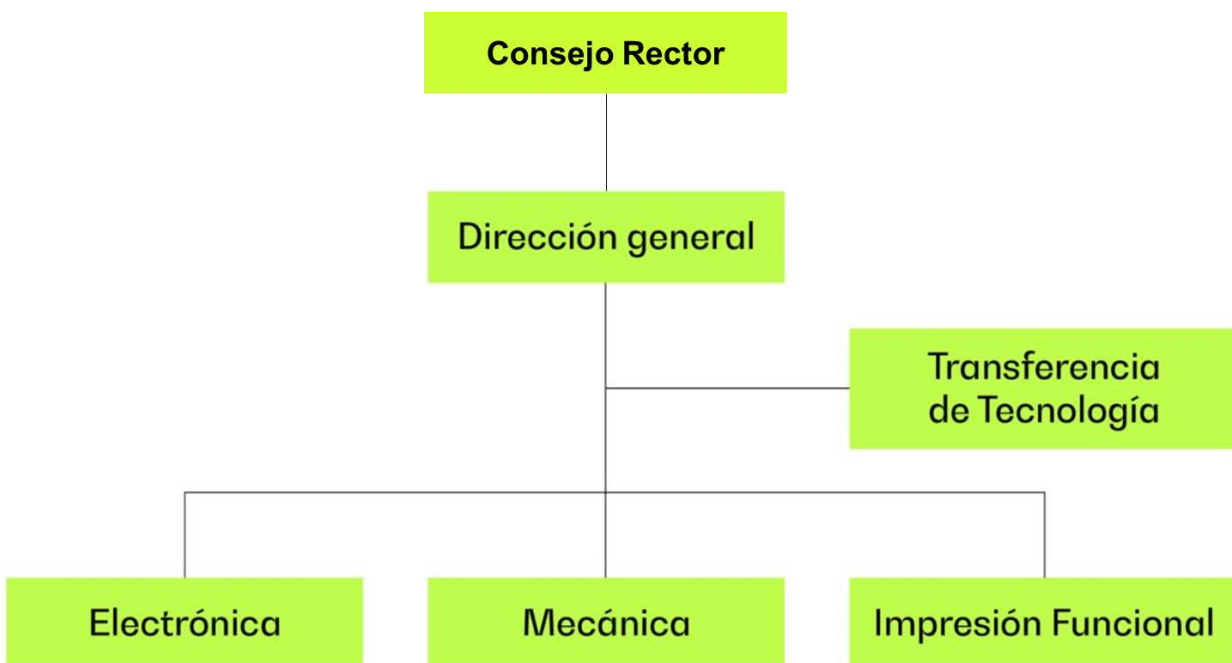 Consejo Rector
Dirección general
Transferencia
de Tecnología
Electrónica
Mecánica
Impresión Funcional